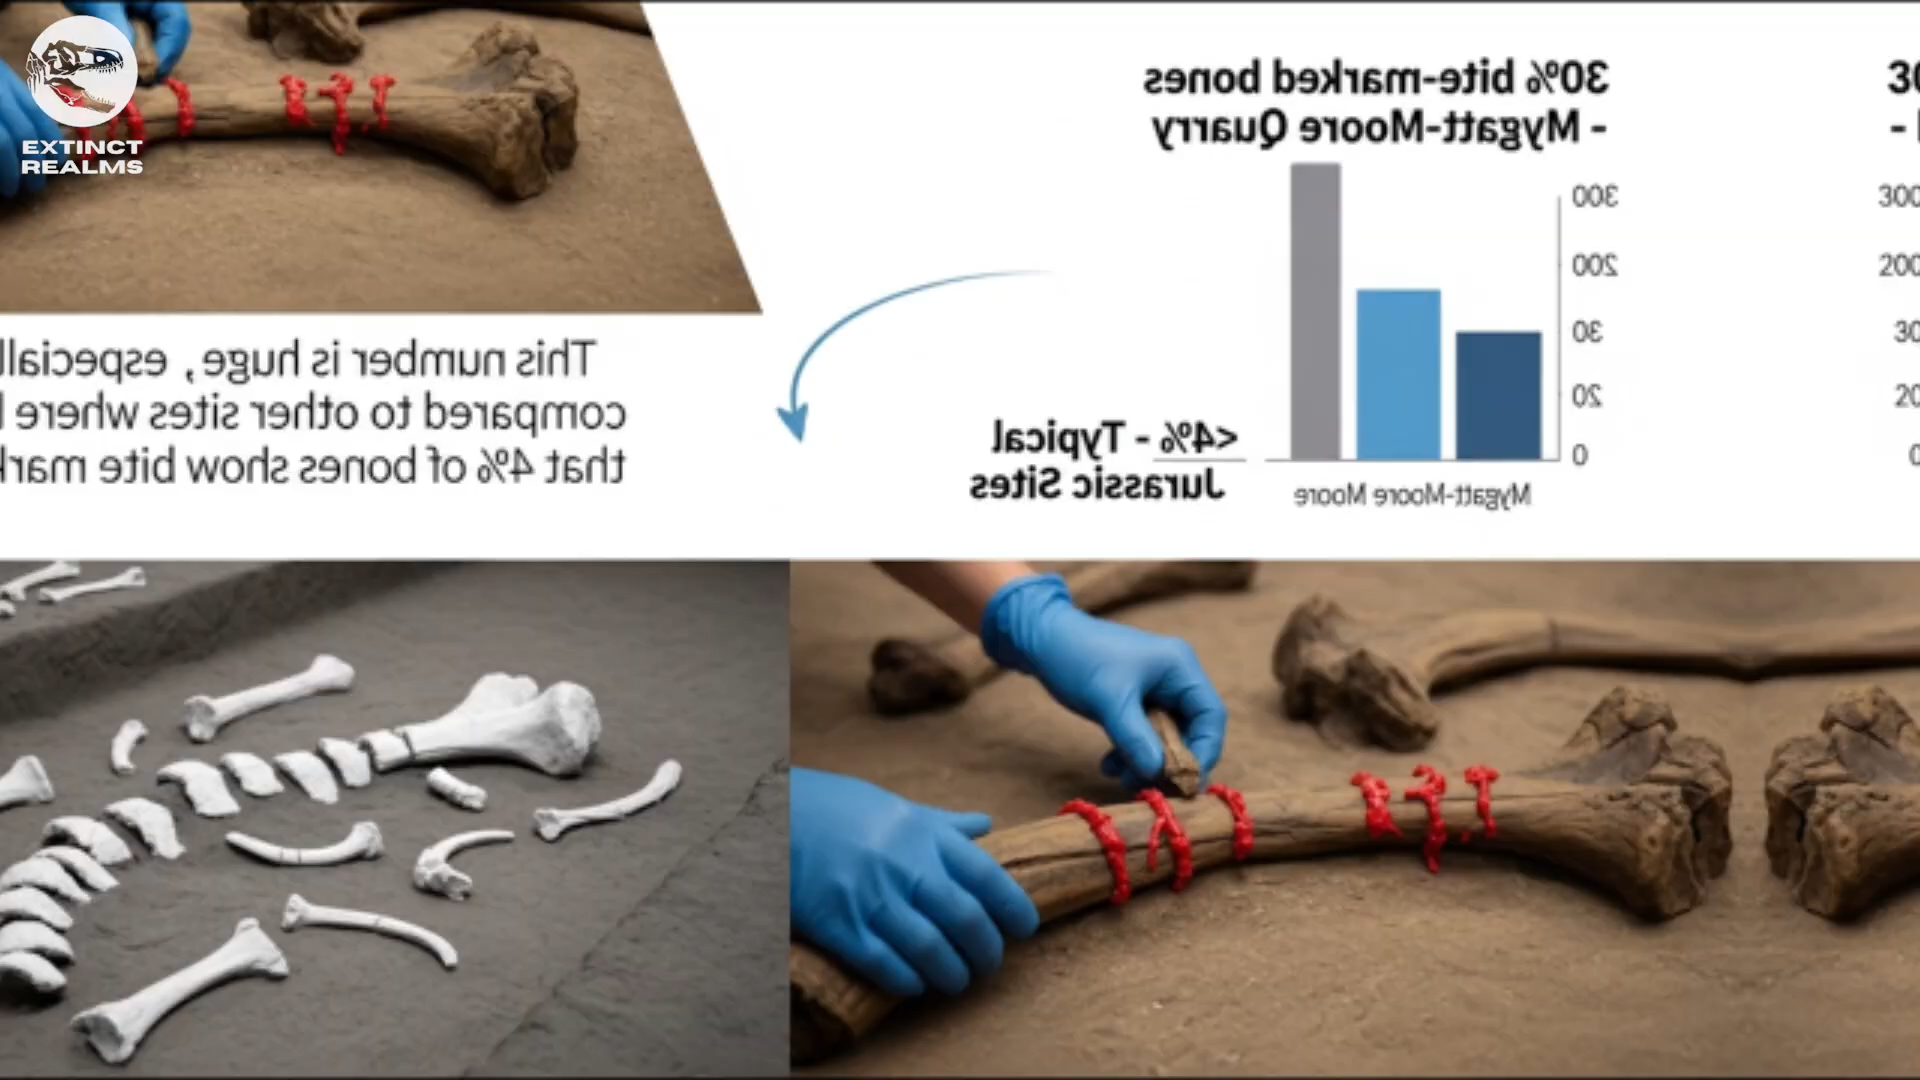 EXTINCT
REALMS
30% bite-marked bones
- Mygatt-Moore Quarry
300
200
30
20
0
Mygatt-Moore Moore
<4% - Typical
Jurassic Sites
This number is huge, especiall
compared to other sites where
that 4% of bones show bite mark
30
-
300
200
30
20
0